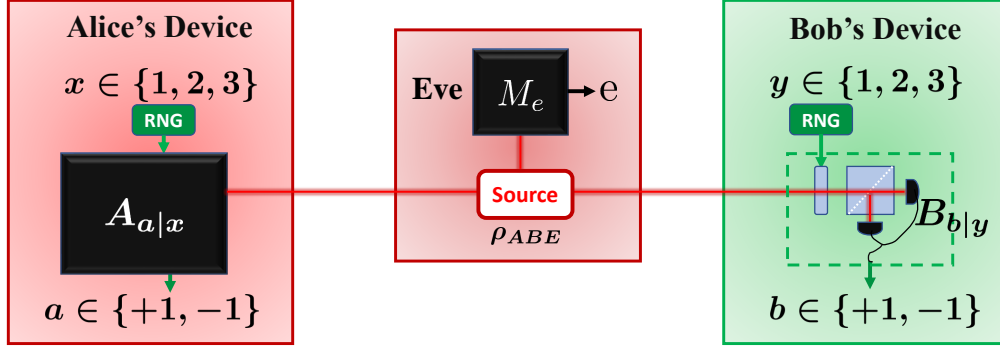 Alice's Device
x ∈ {1, 2, 3}
RNG
A_{a|x}
a ∈ {+1, −1}
Eve
M_e
e
Source
ρ_{ABE}
Bob's Device
y ∈ {1, 2, 3}
RNG
B_{b|y}
b ∈ {+1, −1}